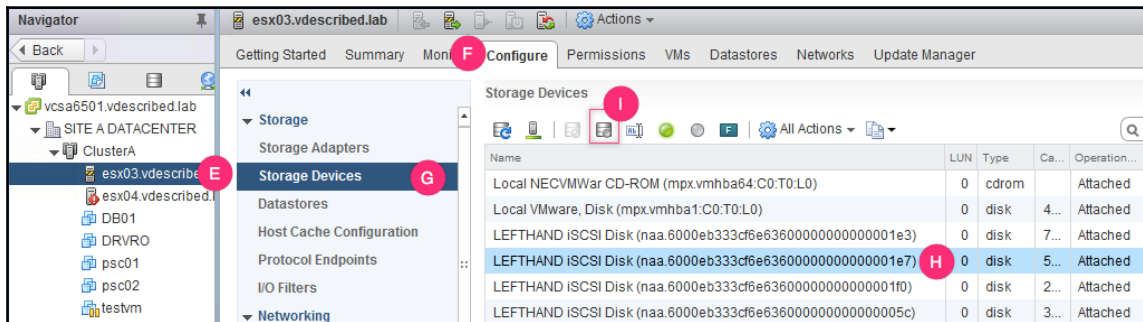 Navigator
esx03.vdescribed.lab
Actions
Back
Getting Started Summary Moni F Configure Permissions VMs Datastores Networks Update Manager
vcsa6501.vdescribed.lab
SITE A DATACENTER
ClusterA
esx03.vdescribe E
esx04.vdescribed.l
DB01
DRVRO
psc01
psc02
testvm
Storage
Storage Adapters
Storage Devices G
Datastores
Host Cache Configuration
Protocol Endpoints
I/O Filters
Networking
Storage Devices
I
All Actions
Name LUN Type Ca... Operation...
Local NECVMWar CD-ROM (mpx.vmhba64:C0:T0:L0) 0 cdrom Attached
Local VMware, Disk (mpx.vmhba1:C0:T0:L0) 0 disk 4... Attached
LEFTHAND iSCSI Disk (naa.6000eb333cf6e63600000000000001e3) 0 disk 7... Attached
LEFTHAND iSCSI Disk (naa.6000eb333cf6e63600000000000001e7) H 0 disk 5... Attached
LEFTHAND iSCSI Disk (naa.6000eb333cf6e63600000000000001f0) 0 disk 2... Attached
LEFTHAND iSCSI Disk (naa.6000eb333cf6e636000000000000005c) 0 disk 3... Attached